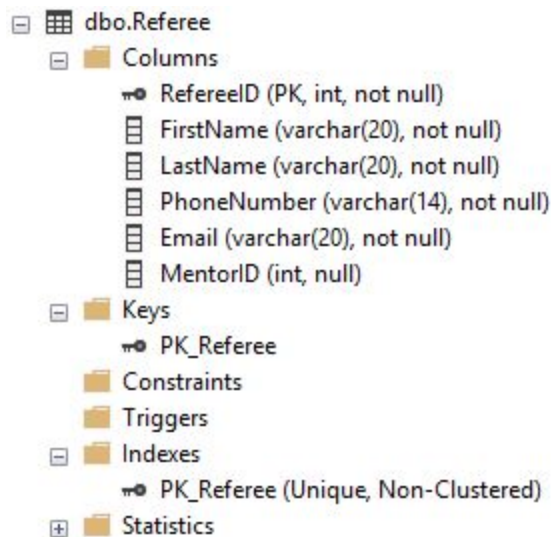 dbo.Referee
Columns
RefereeID (PK, int, not null)
FirstName (varchar(20), not null)
LastName (varchar(20), not null)
PhoneNumber (varchar(14), not null)
Email (varchar(20), not null)
MentorID (int, null)
Keys
PK_Referee
Constraints
Triggers
Indexes
PK_Referee (Unique, Non-Clustered)
Statistics